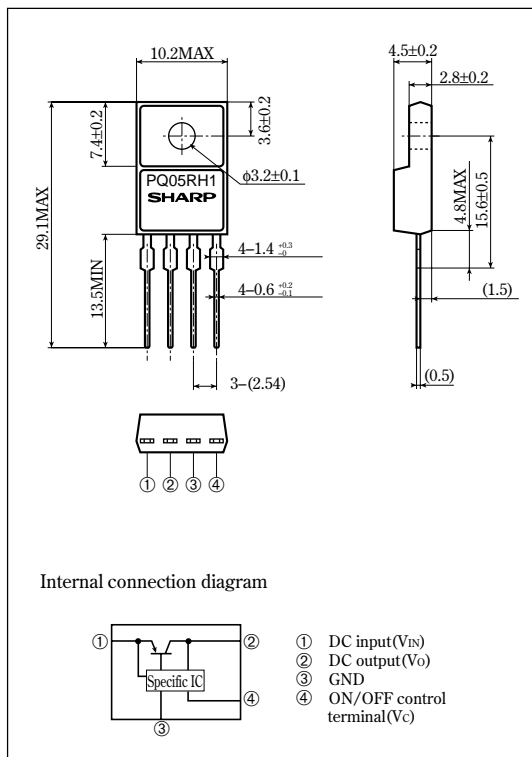 10.2MAX
4.5±0.2
2.8±0.2
3.6±0.2
7.4±0.2
29.1MAX
PQ05RH1
SHARP
φ3.2±0.1
4.8MAX
15.6±0.5
13.5MIN
4–1.4 +0.3 –0
4–0.6 +0.2 –0.1
(1.5)
3–(2.54)
(0.5)
① ② ③ ④
Internal connection diagram
①
②
Specific IC
④
③
① DC input(VIN)
② DC output(VO)
③ GND
④ ON/OFF control
terminal(VC)